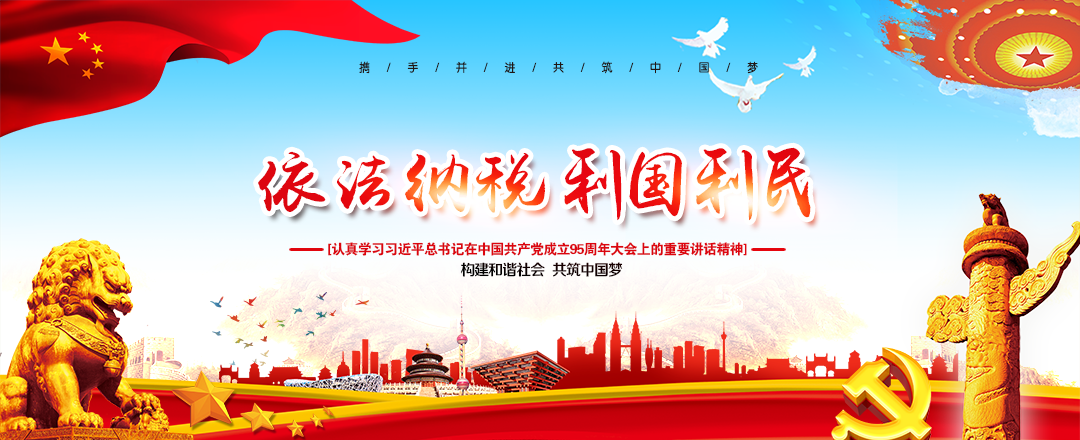 携/手/并/进/共/筑/中/国/梦
依法纳税 利国利民
[认真学习习近平总书记在中国共产党成立95周年大会上的重要讲话精神]
构建和谐社会 共筑中国梦